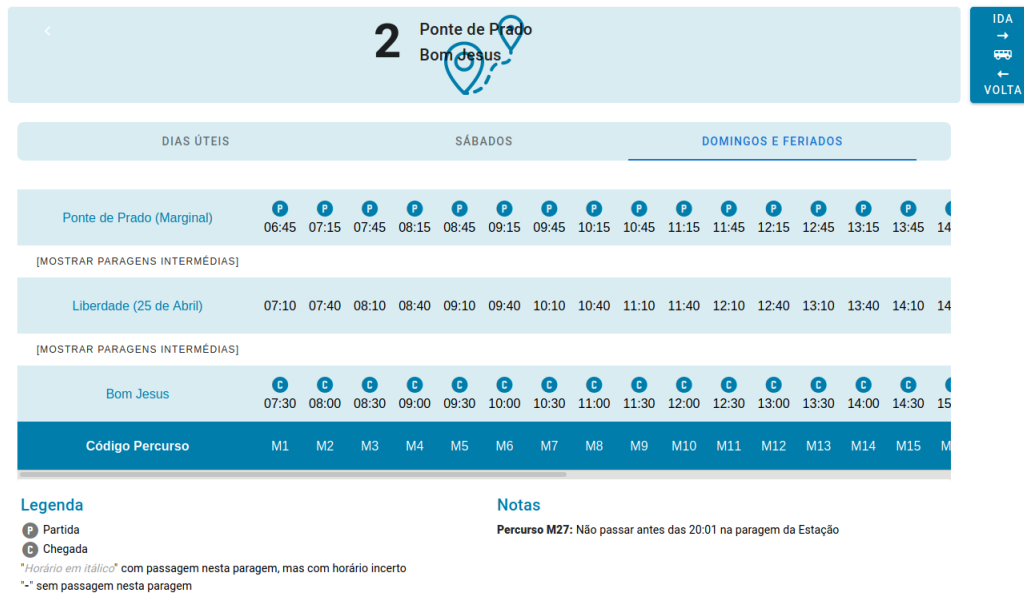 2
Ponte de Prado
Bom Jesus
IDA
VOLTA
DIAS ÚTEIS SÁBADOS DOMINGOS E FERIADOS
Ponte de Prado (Marginal)
P P P P P P P P P P P P P P P
06:45 07:15 07:45 08:15 08:45 09:15 09:45 10:15 10:45 11:15 11:45 12:15 12:45 13:15 13:45 14
[MOSTRAR PARAGENS INTERMÉDIAS]
Liberdade (25 de Abril) 07:10 07:40 08:10 08:40 09:10 09:40 10:10 10:40 11:10 11:40 12:10 12:40 13:10 13:40 14:10 14
[MOSTRAR PARAGENS INTERMÉDIAS]
Bom Jesus
C C C C C C C C C C C C C C C
07:30 08:00 08:30 09:00 09:30 10:00 10:30 11:00 11:30 12:00 12:30 13:00 13:30 14:00 14:30 15
Código Percurso M1 M2 M3 M4 M5 M6 M7 M8 M9 M10 M11 M12 M13 M14 M15 M
Legenda
P Partida
C Chegada
"Horário em itálico" com passagem nesta paragem, mas com horário incerto
"-" sem passagem nesta paragem
Notas
Percurso M27: Não passar antes das 20:01 na paragem da Estação